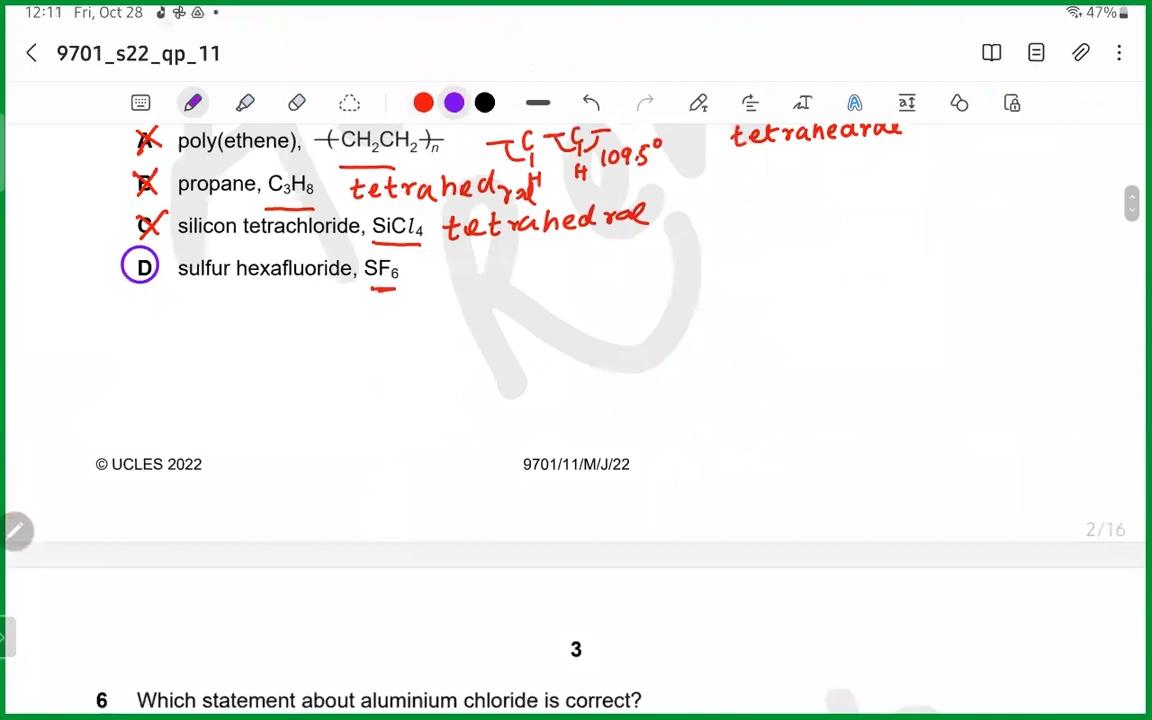 12:11 Fri, Oct 28 47%
9701_s22_qp_11
tetrahedral
A poly(ethene), –(CH₂CH₂)–ₙ C C 109.5°
H H
B propane, C₃H₈ tetrahedral
C silicon tetrachloride, SiCl₄ tetrahedral
D sulfur hexafluoride, SF₆
© UCLES 2022 9701/11/M/J/22
2/16
3
6 Which statement about aluminium chloride is correct?